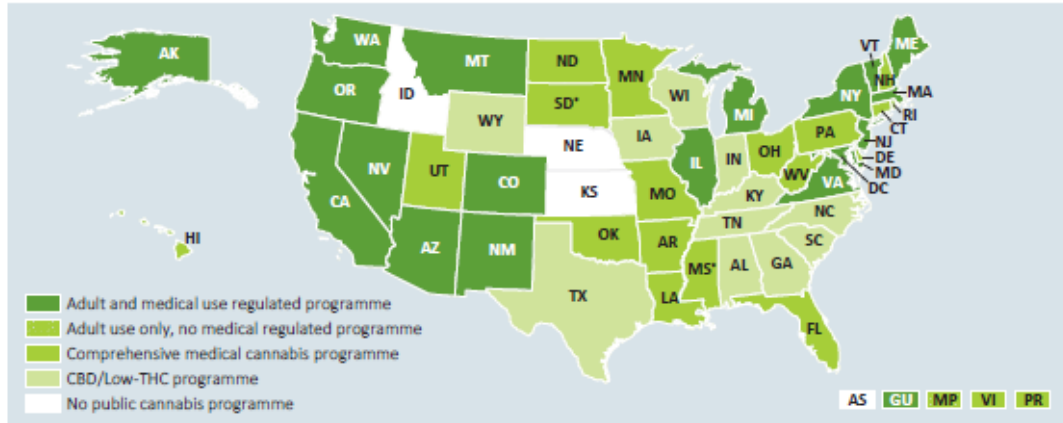 AK
WA
MT
ND
MN
VT
ME
NH
OR
ID
SD*
WI
NY
MA
MI
RI
WY
CT
IA
PA
NJ
NE
OH
DE
NV
UT
IL
IN
MD
WV
CO
VA
DC
KS
MO
KY
CA
NC
TN
HI
OK
AR
SC
AZ
NM
MS*
AL
GA
TX
LA
FL
Adult and medical use regulated programme
Adult use only, no medical regulated programme
Comprehensive medical cannabis programme
CBD/Low-THC programme
No public cannabis programme
AS GU MP VI PR